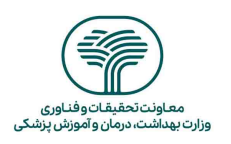 معاونت تحقیقات و فناوری
وزارت بهداشت، درمان و آموزش پزشکی